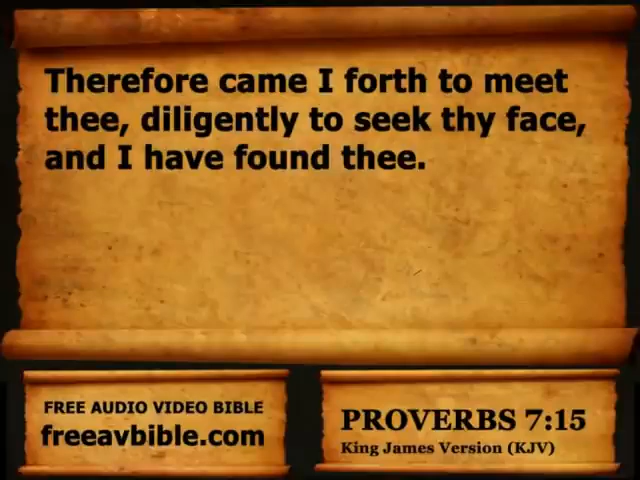 Therefore came I forth to meet
thee, diligently to seek thy face,
and I have found thee.
FREE AUDIO VIDEO BIBLE
freeavbible.com
PROVERBS 7:15
King James Version (KJV)